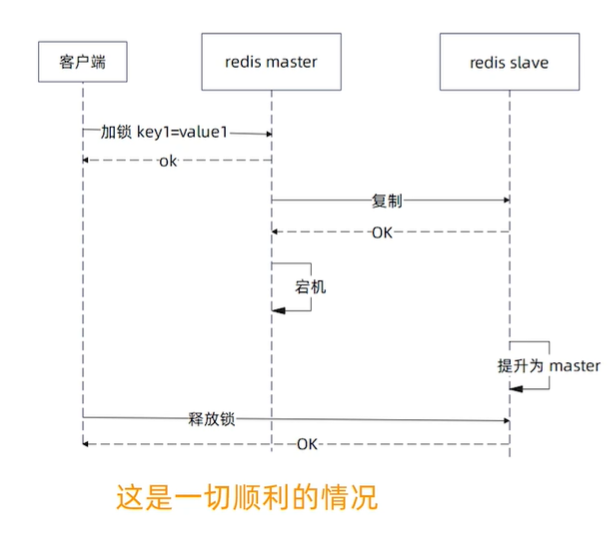 客户端
redis master
redis slave
加锁 key1=value1
ok
复制
OK
宕机
提升为 master
释放锁
OK
这是一切顺利的情况